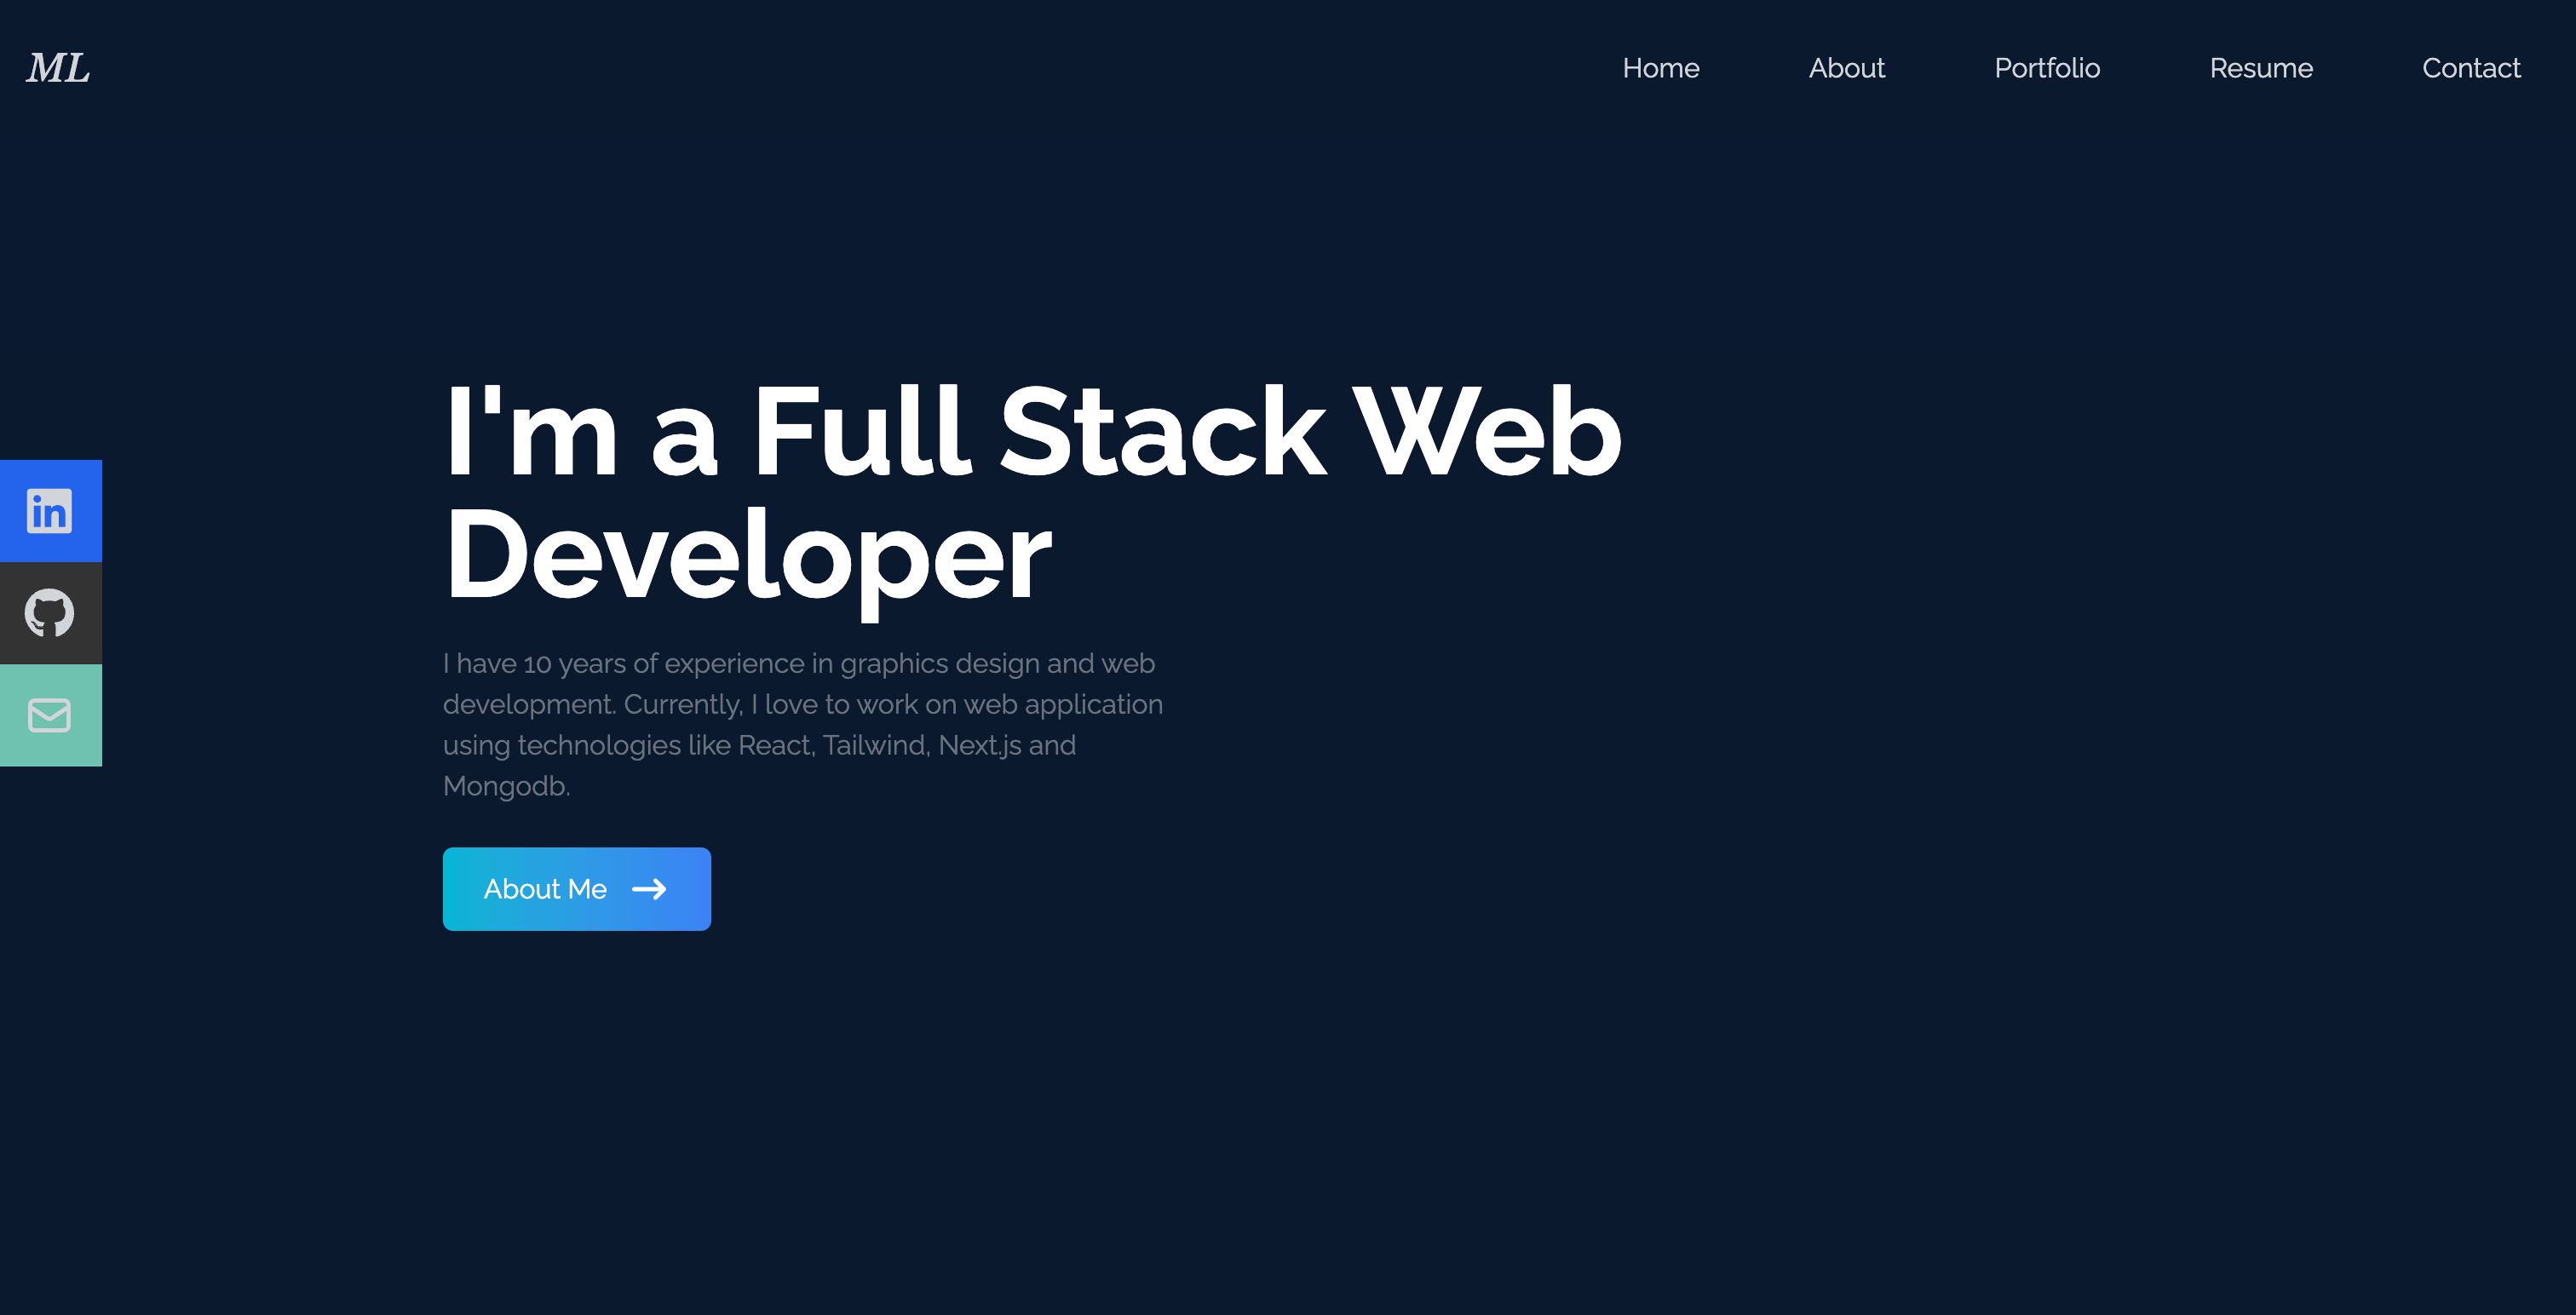 ML
Home
About
Portfolio
Resume
Contact
I'm a Full Stack Web
Developer
in
I have 10 years of experience in graphics design and web
development. Currently, I love to work on web application
using technologies like React, Tailwind, Next.js and
Mongodb.
About Me